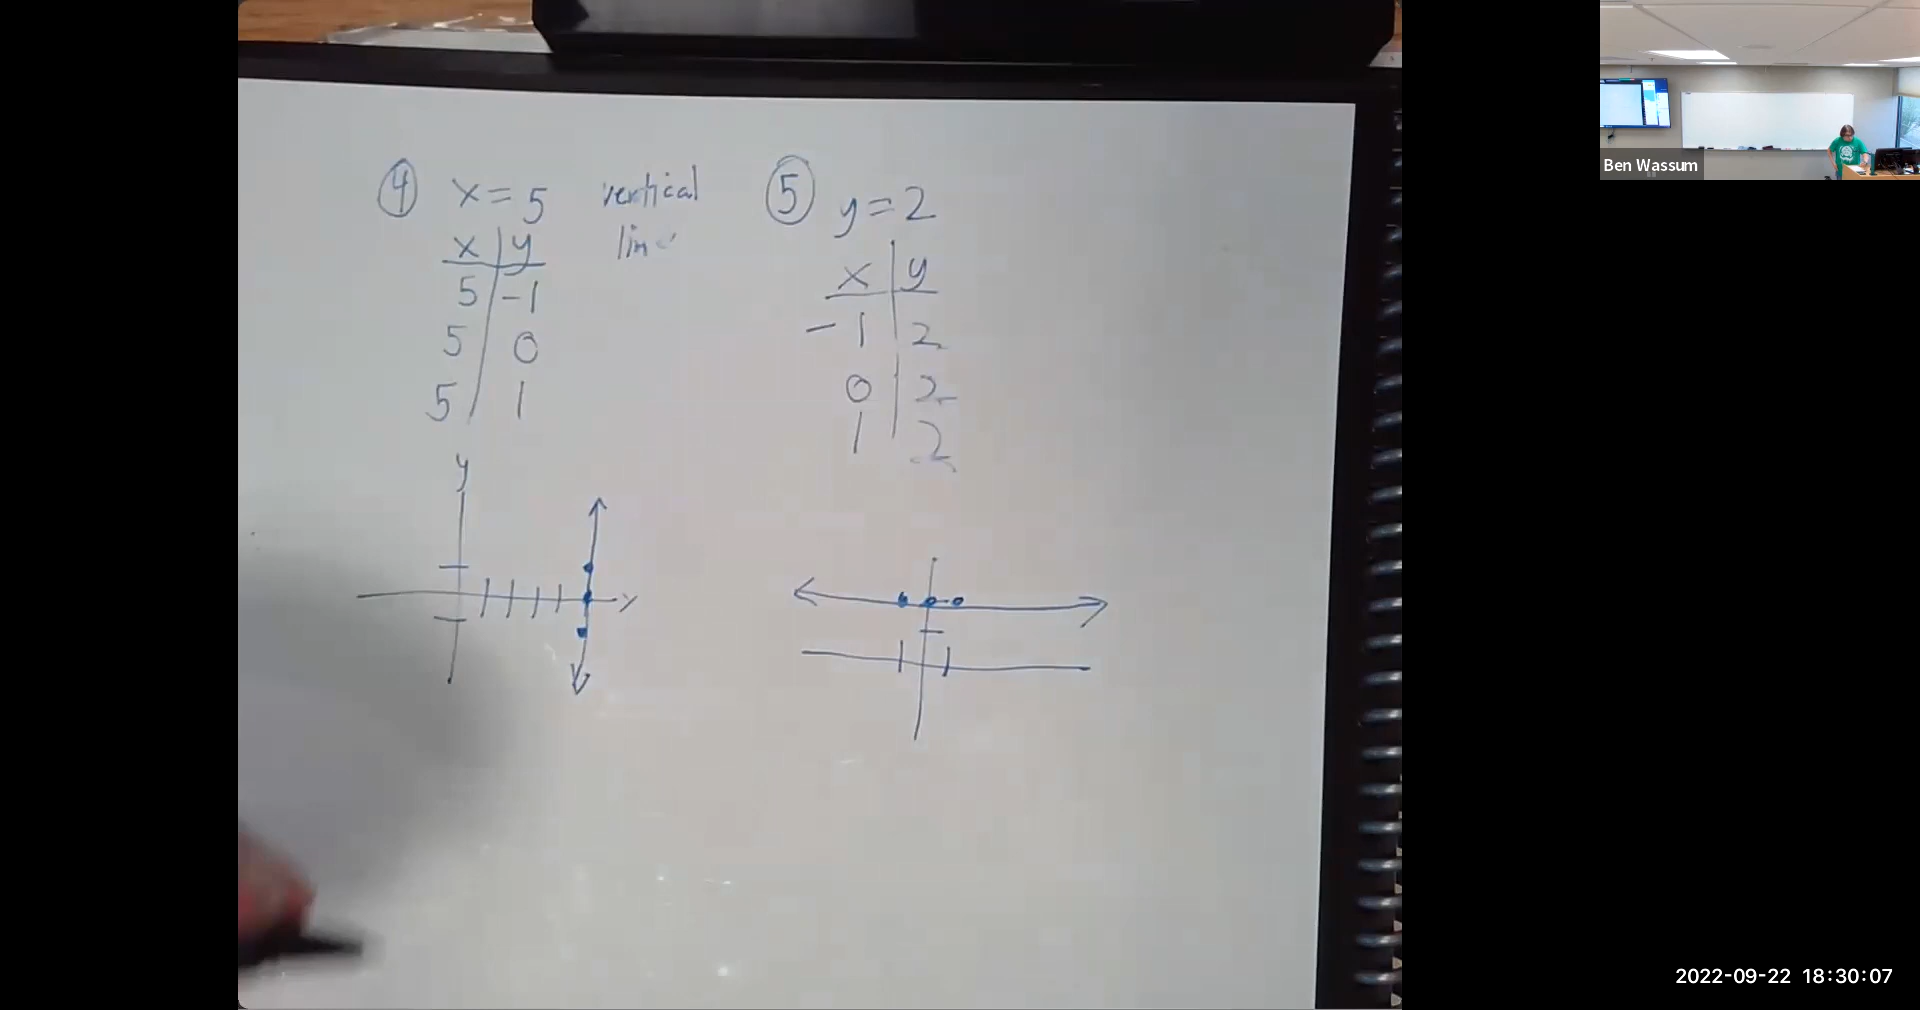 ④ x = 5 vertical
line
x | y
5 | -1
5 | 0
5 | 1
y
x
⑤ y = 2
x | y
-1 | 2
0 | 2
1 | 2
Ben Wassum
2022-09-22 18:30:07